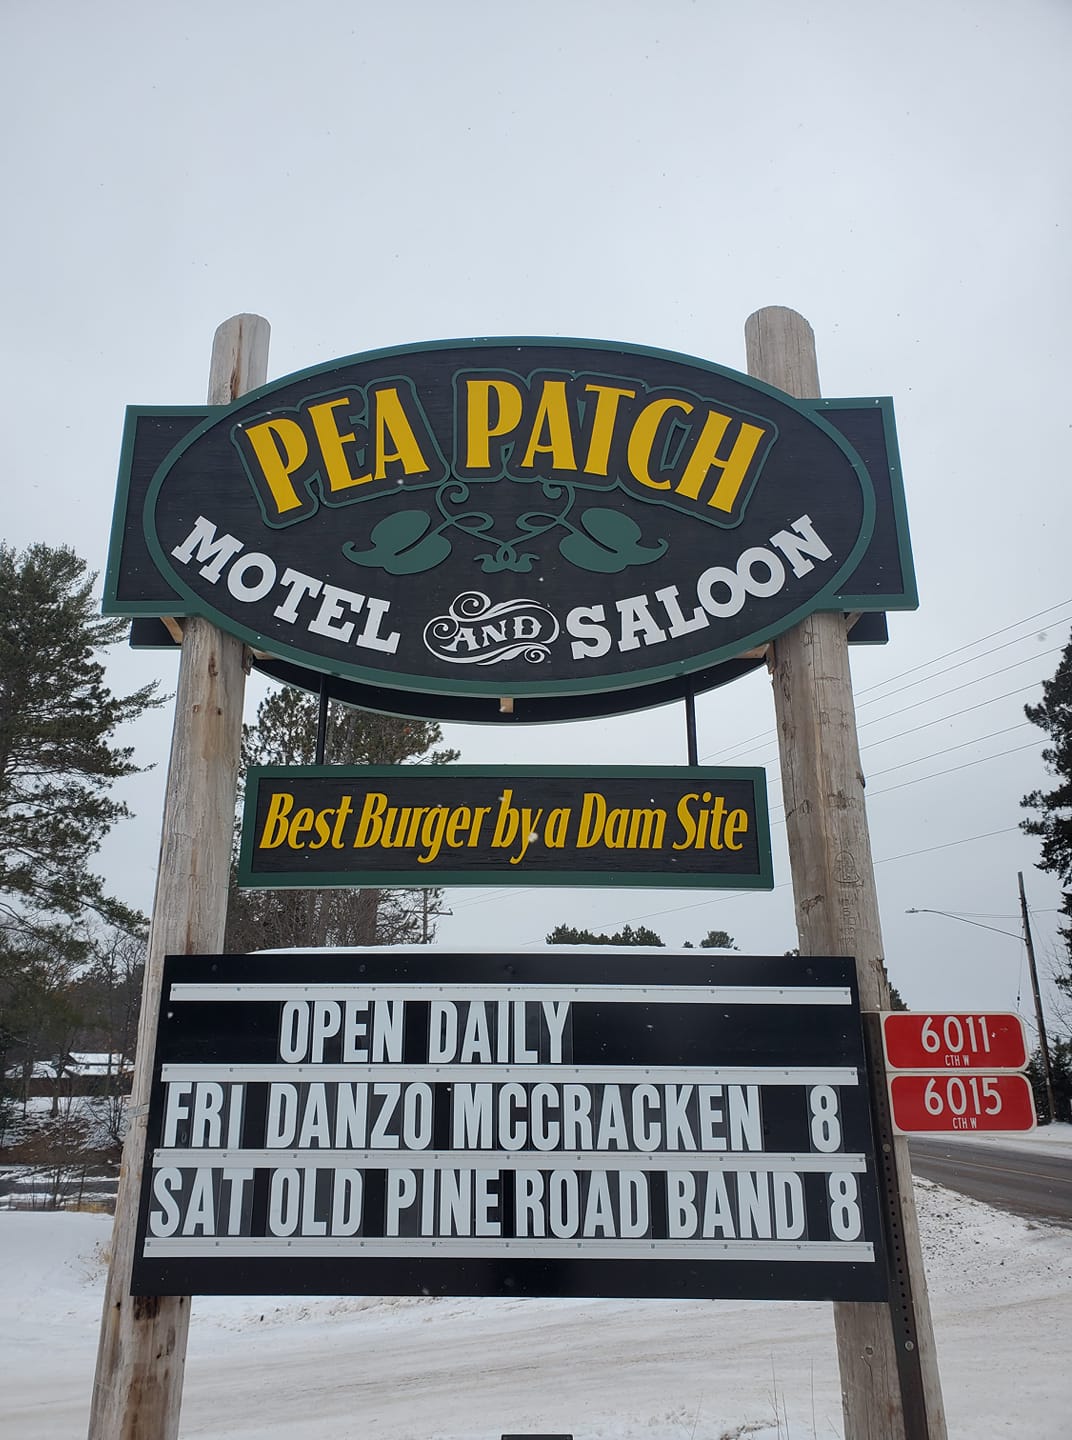 PEA PATCH
MOTEL AND SALOON
Best Burger by a Dam Site
OPEN DAILY
FRI DANZO MCCRACKEN 8
SAT OLD PINE ROAD BAND 8
6011
CTH W
6015
CTH W